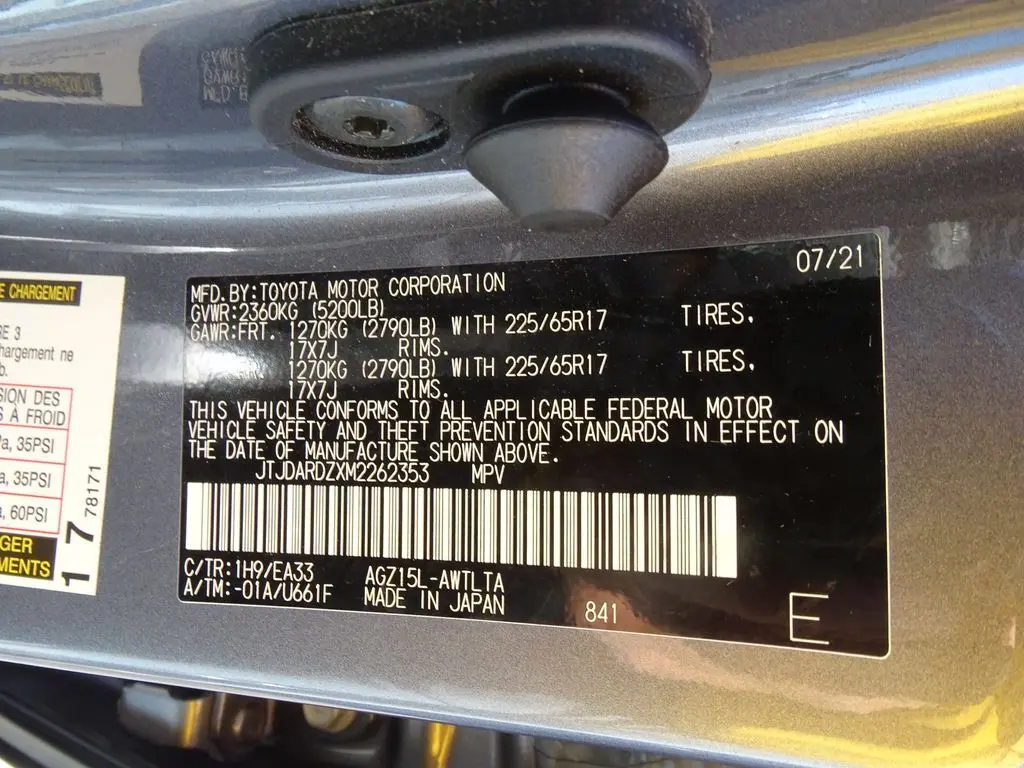 E CHARGEMENT
RE 3
hargement ne
b.
SION DES
S À FROID
Pa, 35PSI
a, 35PSI
a, 60PSI
GER
MENTS
1 7 78171
07/21
MFD.BY:TOYOTA MOTOR CORPORATION
GVWR:2360KG (5200LB)
GAWR:FRT. 1270KG (2790LB) WITH 225/65R17 TIRES,
17X7J RIMS.
1270KG (2790LB) WITH 225/65R17 TIRES,
17X7J RIMS.
THIS VEHICLE CONFORMS TO ALL APPLICABLE FEDERAL MOTOR
VEHICLE SAFETY AND THEFT PREVENTION STANDARDS IN EFFECT ON
THE DATE OF MANUFACTURE SHOWN ABOVE.
JTJDARDZXM2262353 MPV
C/TR:1H9/EA33 AGZ15L-AWTLTA
A/TM:-01A/U661F MADE IN JAPAN 841 E